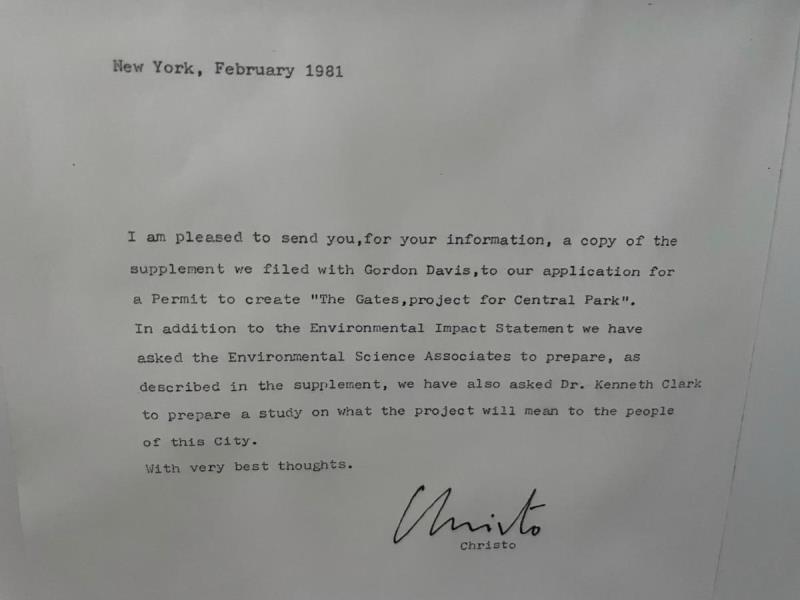 New York, February 1981
I am pleased to send you,for your information, a copy of the
supplement we filed with Gordon Davis,to our application for
a Permit to create "The Gates,project for Central Park".
In addition to the Environmental Impact Statement we have
asked the Environmental Science Associates to prepare, as
described in the supplement, we have also asked Dr. Kenneth Clark
to prepare a study on what the project will mean to the people
of this City.
With very best thoughts.
Christo
Christo